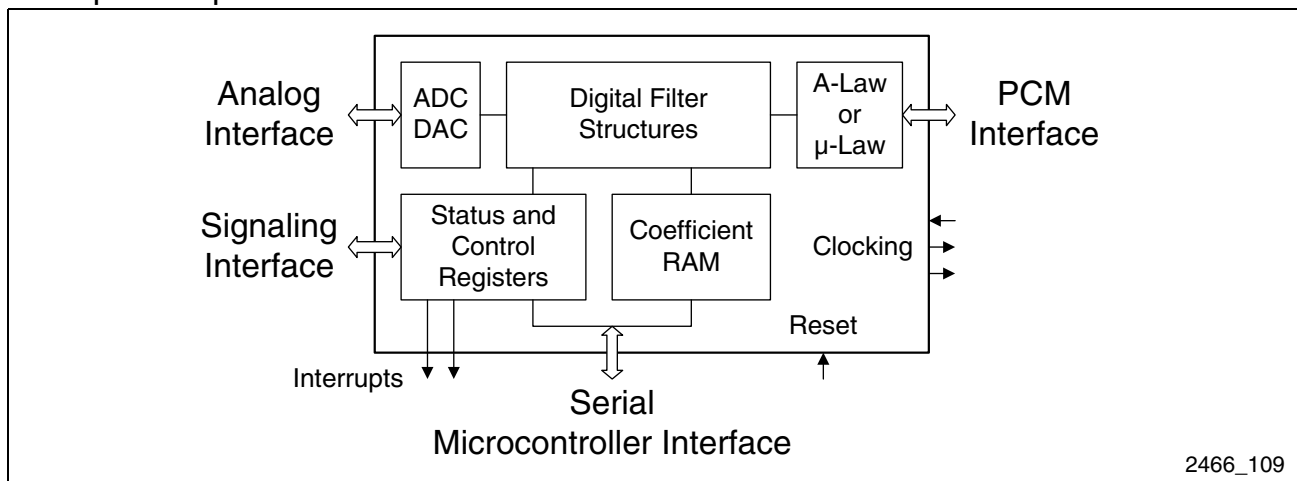 Analog
Interface
ADC
DAC
Digital Filter
Structures
A-Law
or
µ-Law
PCM
Interface
Signaling
Interface
Status and
Control
Registers
Coefficient
RAM
Clocking
Reset
Interrupts
Serial
Microcontroller Interface
2466_109